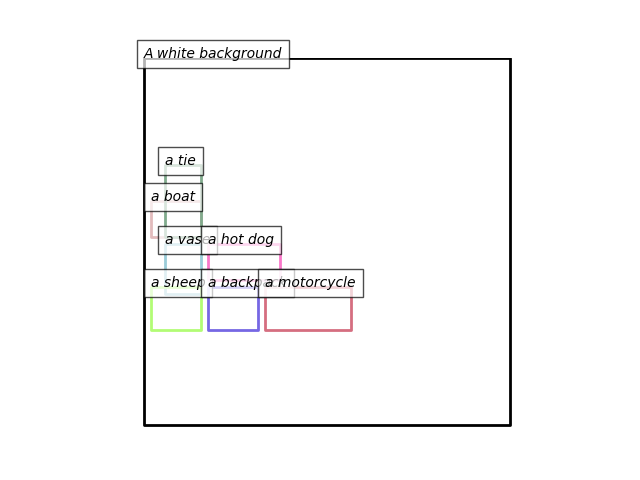 A white background
a tie
a boat
a vase
a hot dog
a sheep
a backpack
a motorcycle